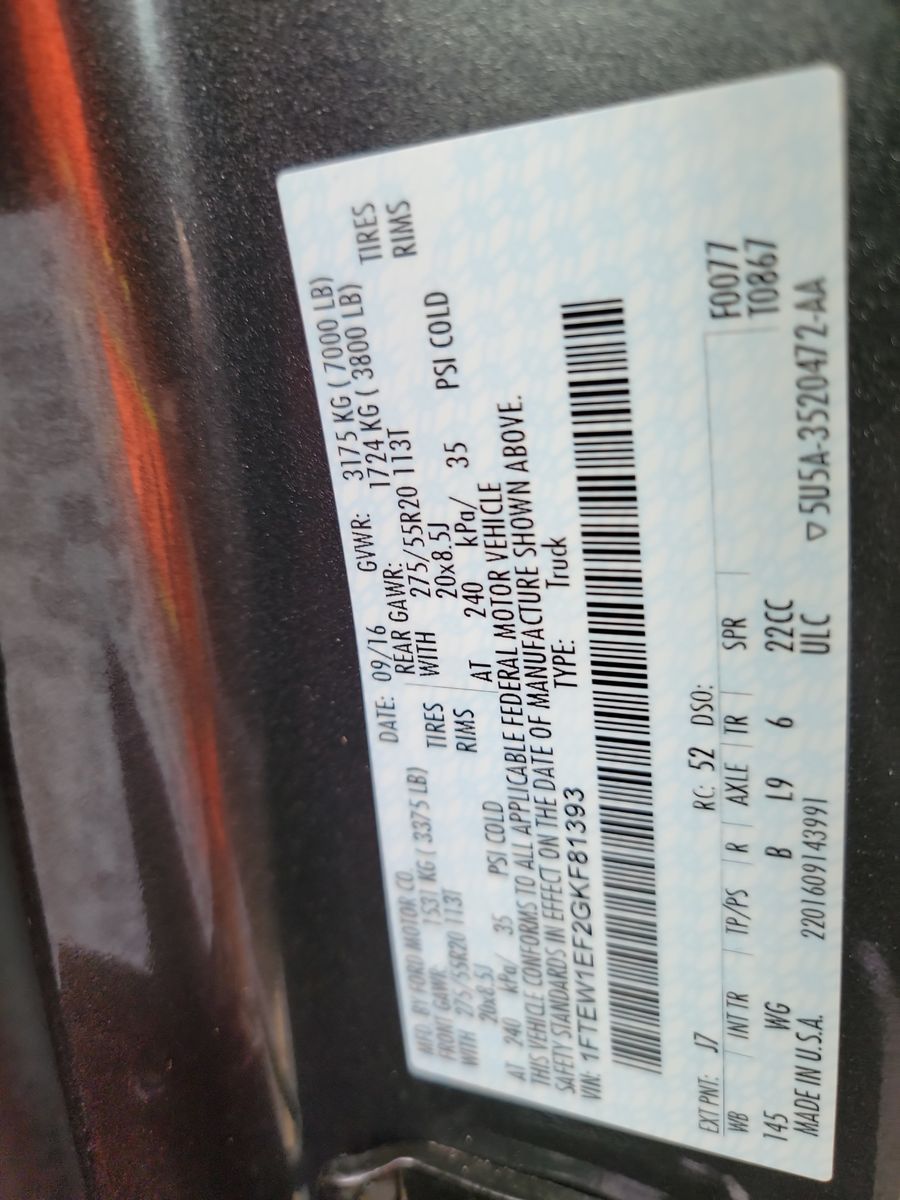 MFD. BY FORD MOTOR CO. DATE: 09/16 GVWR: 3175 KG ( 7000 LB)
FRONT GAWR: 1531 KG ( 3375 LB) REAR GAWR: 1724 KG ( 3800 LB)
WITH 275/55R20 113T TIRES WITH 275/55R20 113T TIRES
20x8.5J RIMS 20x8.5J RIMS
AT 240 kPa/ 35 PSI COLD AT 240 kPa/ 35 PSI COLD
THIS VEHICLE CONFORMS TO ALL APPLICABLE FEDERAL MOTOR VEHICLE
SAFETY STANDARDS IN EFFECT ON THE DATE OF MANUFACTURE SHOWN ABOVE.
VIN: 1FTEW1EF2GKF81393 TYPE: Truck
EXT PNT: J7 RC: 52 DSO: F0077
WB INT TR TP/PS R AXLE TR SPR T0867
145 WG B L9 6 22CC
MADE IN U.S.A. 220160914399I ULC ▽5U5A-3520472-AA